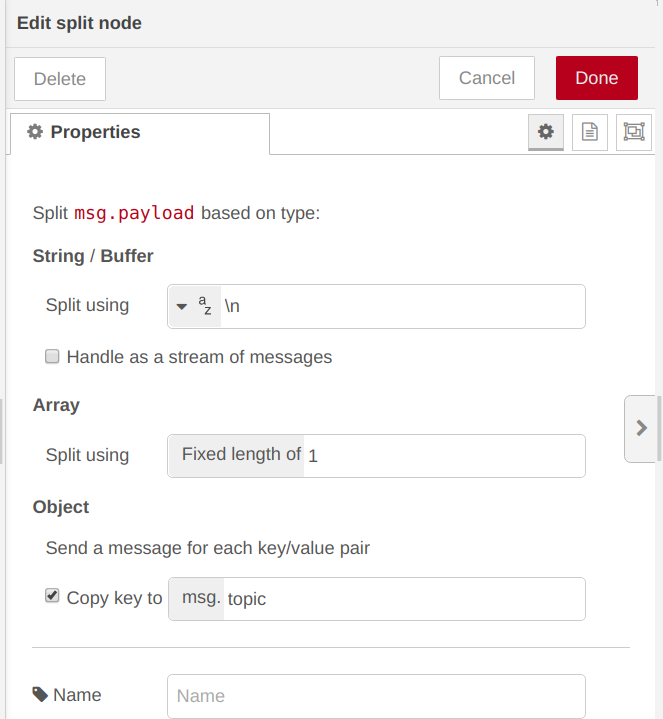 Edit split node
Delete Cancel Done
Properties
Split msg.payload based on type:
String / Buffer
Split using a z \n
Handle as a stream of messages
Array
Split using Fixed length of 1
Object
Send a message for each key/value pair
Copy key to msg. topic
Name Name